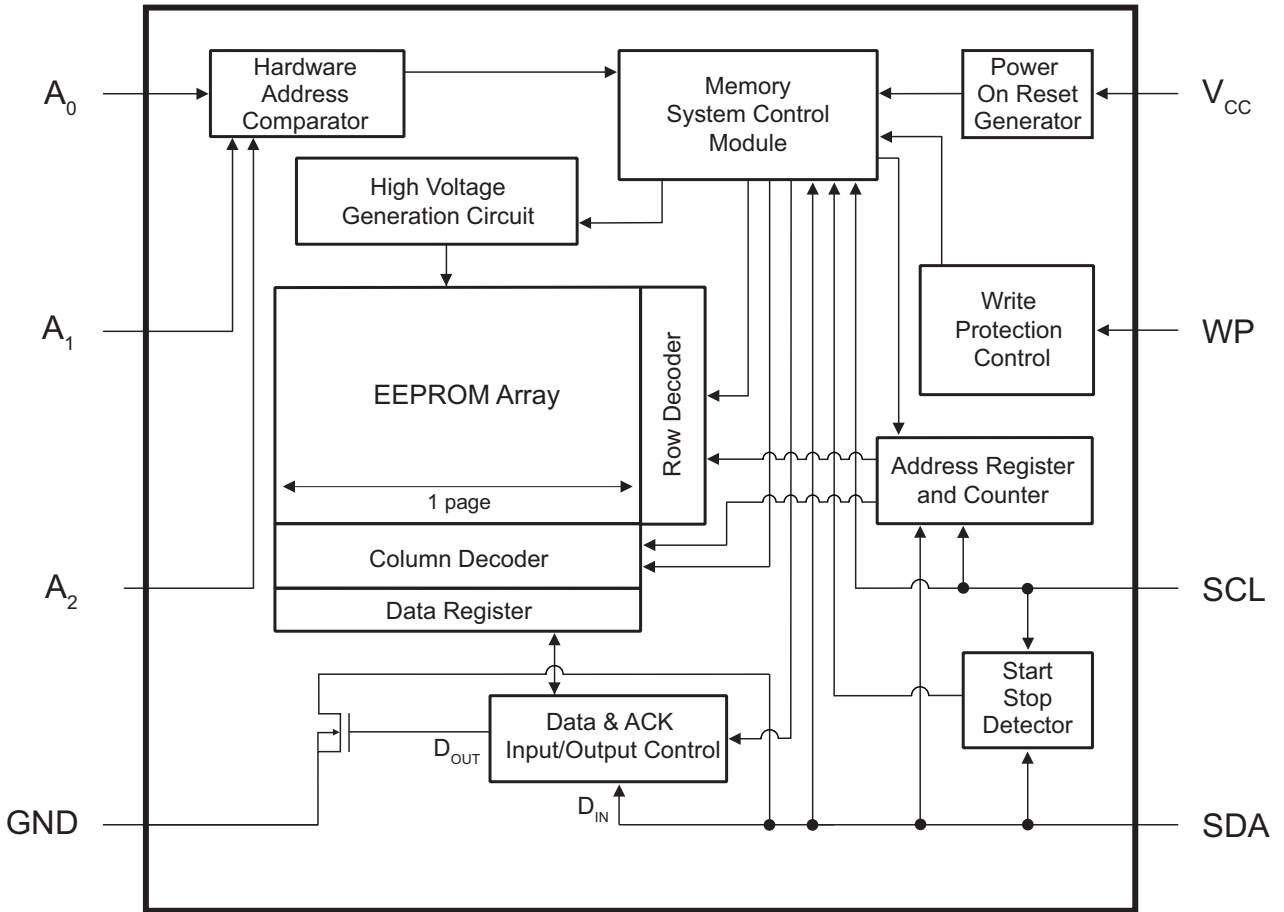 Hardware
Address
Comparator
Memory
System Control
Module
Power
On Reset
Generator
A0
VCC
High Voltage
Generation Circuit
Write
Protection
Control
A1
WP
EEPROM Array
Row Decoder
1 page
Address Register
and Counter
Column Decoder
A2
SCL
Data Register
Start
Stop
Detector
Data & ACK
Input/Output Control
DOUT
DIN
GND
SDA